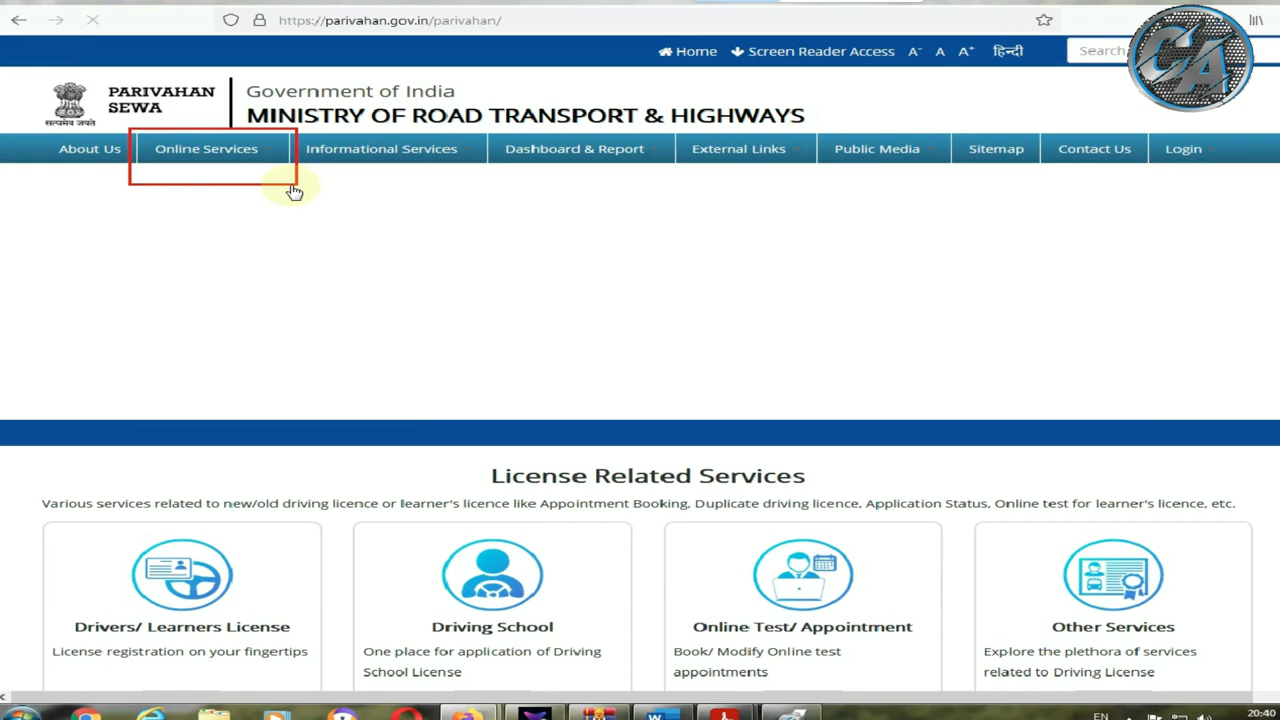 https://parivahan.gov.in/parivahan/
Home Screen Reader Access A- A A+ हिन्दी Search
CA
PARIVAHAN SEWA
सत्यमेव जयते
Government of India
MINISTRY OF ROAD TRANSPORT & HIGHWAYS
About Us Online Services Informational Services Dashboard & Report External Links Public Media Sitemap Contact Us Login
License Related Services
Various services related to new/old driving licence or learner's licence like Appointment Booking, Duplicate driving licence, Application Status, Online test for learner's licence, etc.
Drivers/ Learners License
License registration on your fingertips
Driving School
One place for application of Driving
School License
Online Test/ Appointment
Book/ Modify Online test
appointments
Other Services
Explore the plethora of services
related to Driving License
EN
20:40